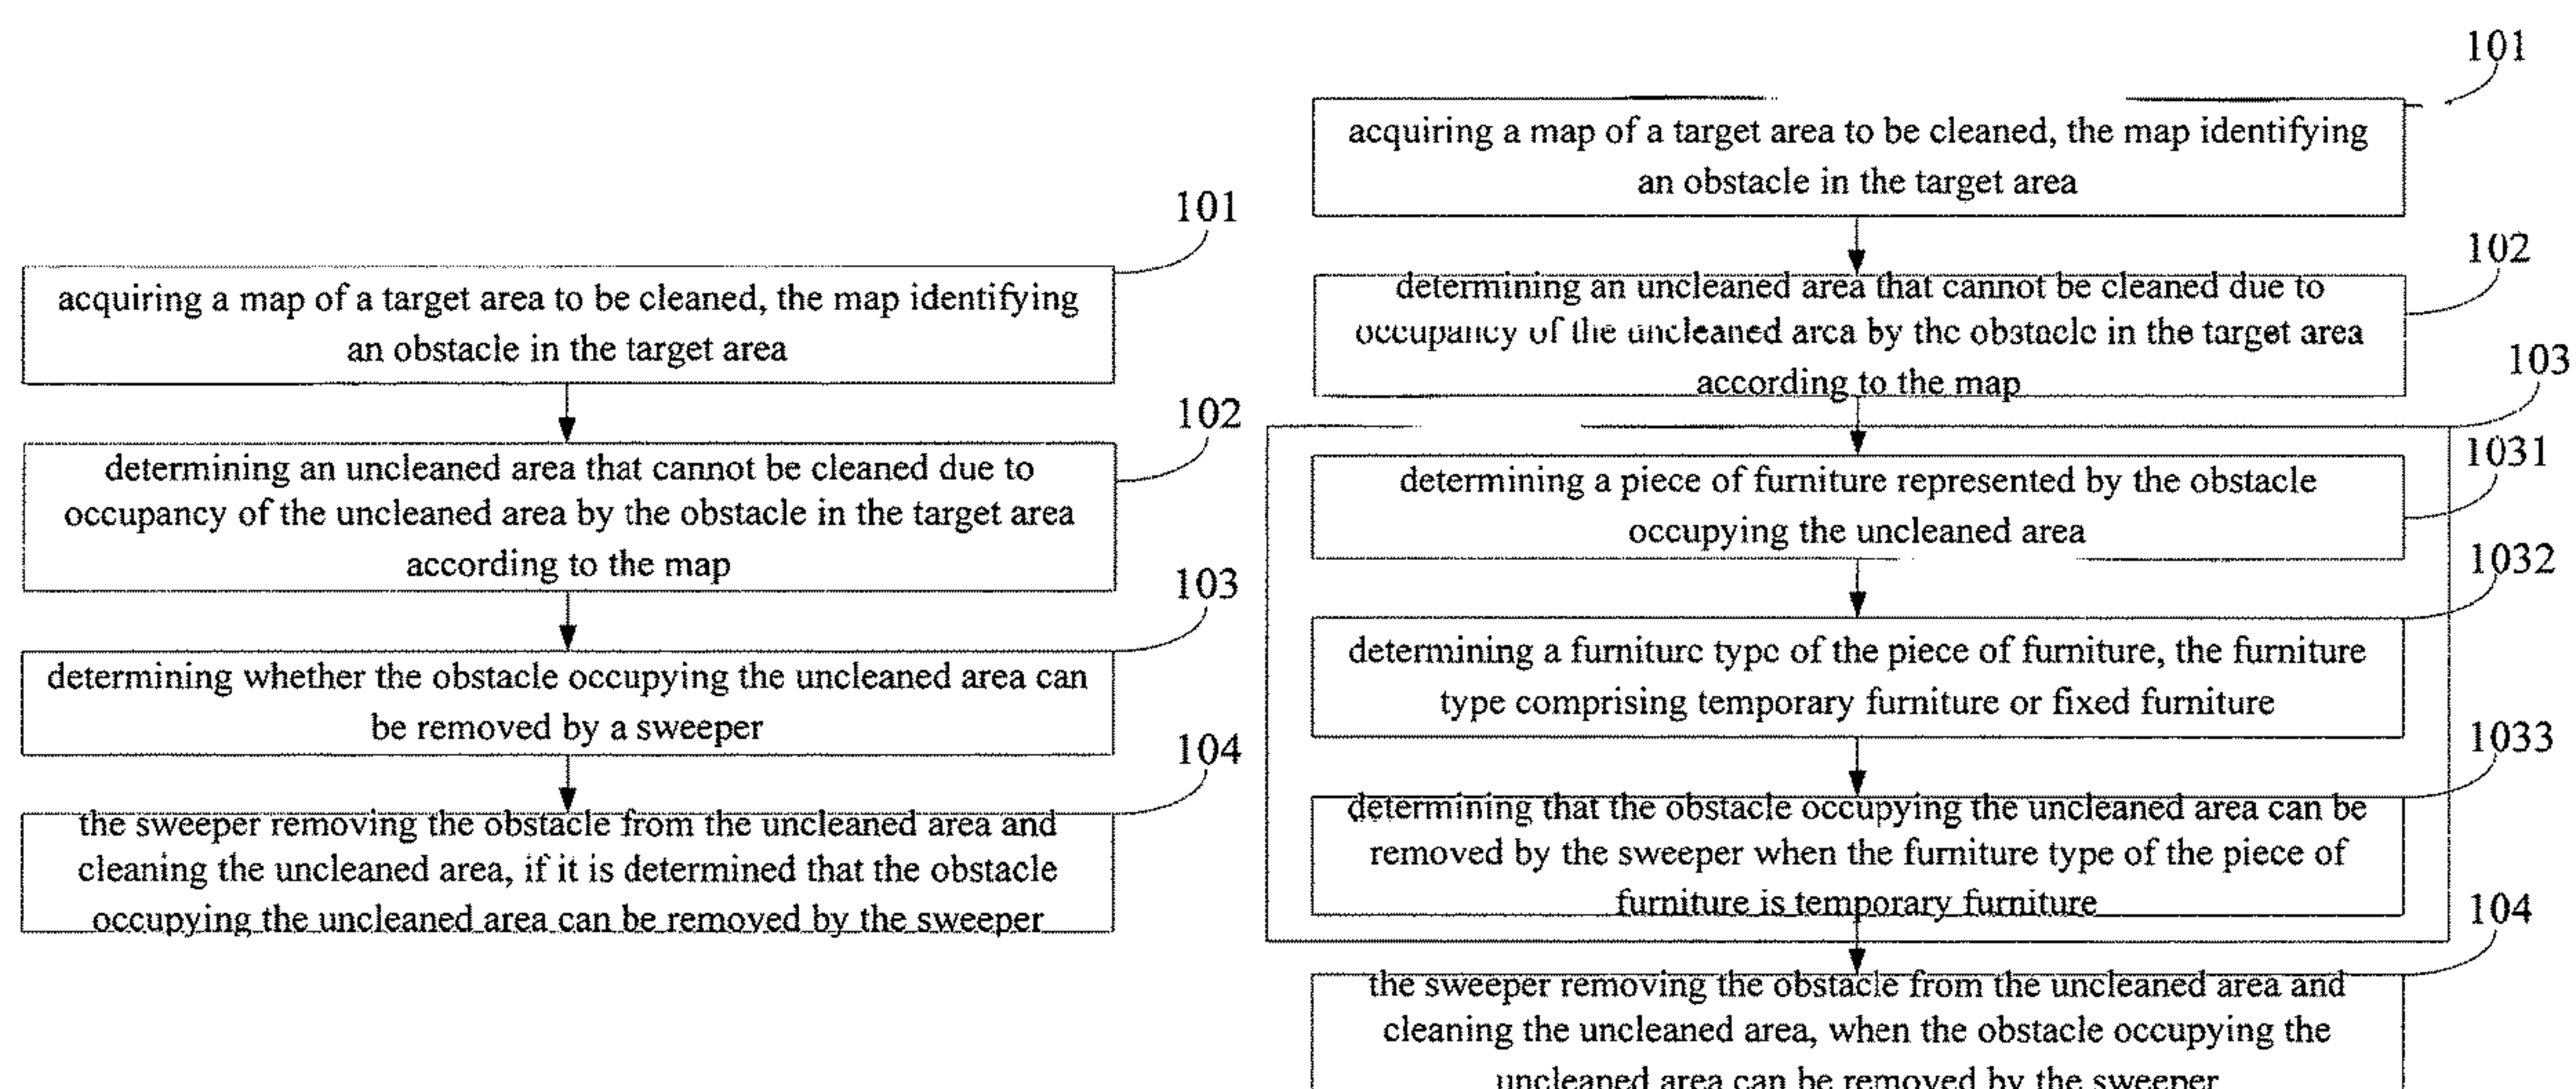 101
acquiring a map of a target area to be cleaned, the map identifying
an obstacle in the target area
102
determining an uncleaned area that cannot be cleaned due to
occupancy of the uncleaned area by the obstacle in the target area
according to the map
103
determining whether the obstacle occupying the uncleaned area can
be removed by a sweeper
104
the sweeper removing the obstacle from the uncleaned area and
cleaning the uncleaned area, if it is determined that the obstacle
occupying the uncleaned area can be removed by the sweeper
101
acquiring a map of a target area to be cleaned, the map identifying
an obstacle in the target area
102
determining an uncleaned area that cannot be cleaned due to
occupancy of the uncleaned area by the obstacle in the target area
according to the map
103
1031
determining a piece of furniture represented by the obstacle
occupying the uncleaned area
1032
determining a furniture type of the piece of furniture, the furniture
type comprising temporary furniture or fixed furniture
1033
determining that the obstacle occupying the uncleaned area can be
removed by the sweeper when the furniture type of the piece of
furniture is temporary furniture
104
the sweeper removing the obstacle from the uncleaned area and
cleaning the uncleaned area, when the obstacle occupying the
uncleaned area can be removed by the sweeper